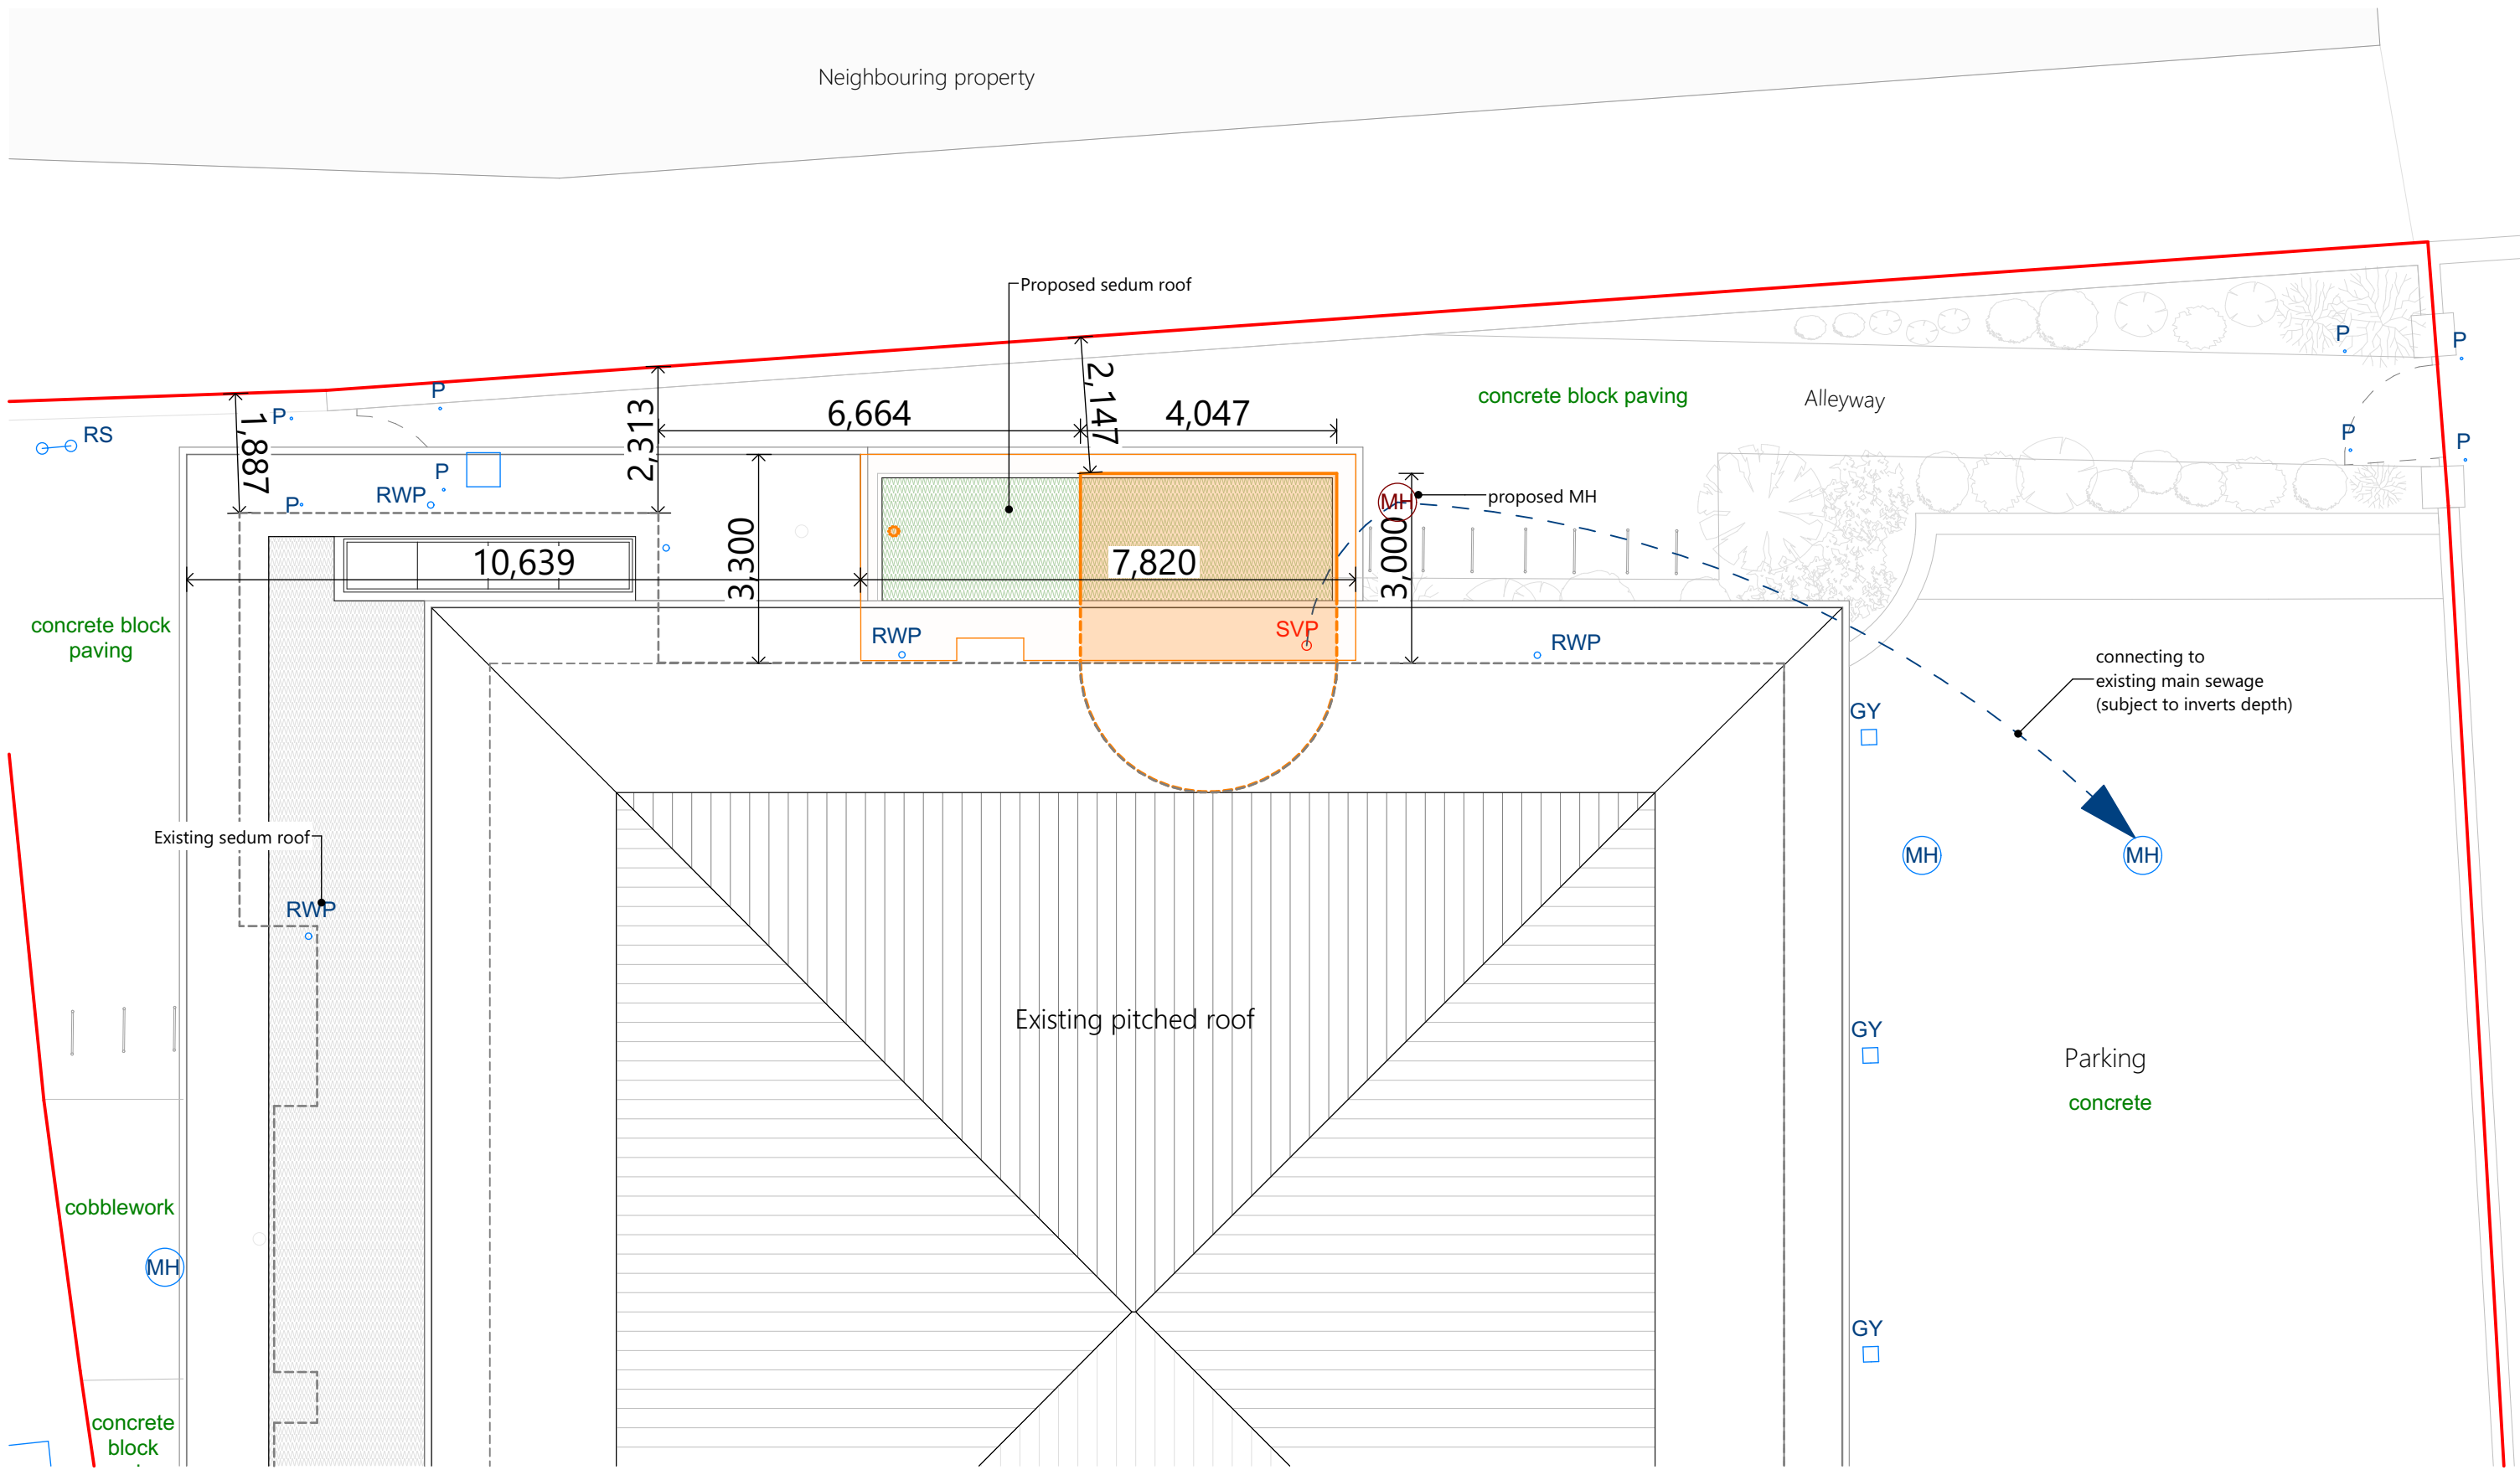 Neighbouring property
Proposed sedum roof
P
P
P
P
1,887
2,313
6,664
2,147
4,047
concrete block paving
Alleyway
RS
P
P
P
RWP
P
MH
proposed MH
10,639
3,300
7,820
3,000
concrete block
paving
RWP
SVP
RWP
connecting to
existing main sewage
(subject to inverts depth)
GY
Existing sedum roof
MH
MH
RWP
Existing pitched roof
GY
Parking
concrete
cobblework
MH
GY
concrete
block